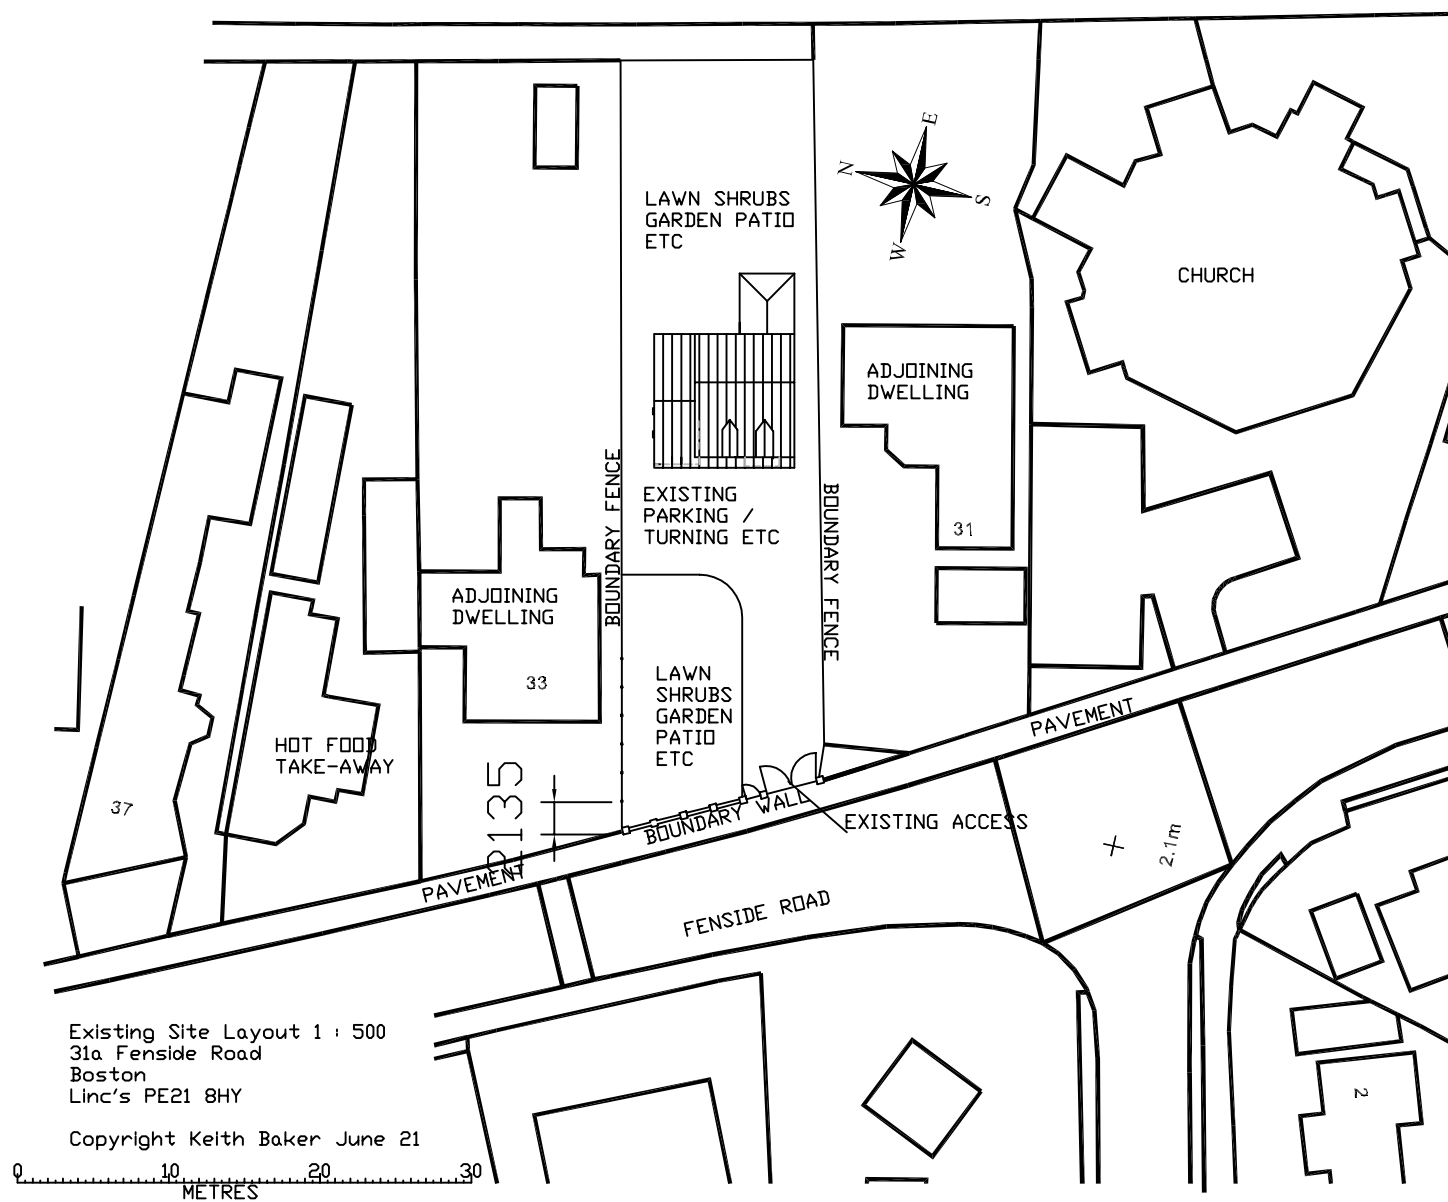 E
N
S
W
LAWN SHRUBS
GARDEN PATIO
ETC
CHURCH
ADJOINING
DWELLING
31
BOUNDARY FENCE
BOUNDARY FENCE
EXISTING
PARKING /
TURNING ETC
ADJOINING
DWELLING
33
LAWN
SHRUBS
GARDEN
PATIO
ETC
HOT FOOD
TAKE-AWAY
37
2135
PAVEMENT
BOUNDARY WALL
EXISTING ACCESS
PAVEMENT
2.1m
FENSIDE ROAD
2
Existing Site Layout 1 : 500
31a Fenside Road
Boston
Linc's PE21 8HY
Copyright Keith Baker June 21
0 10 20 30
METRES